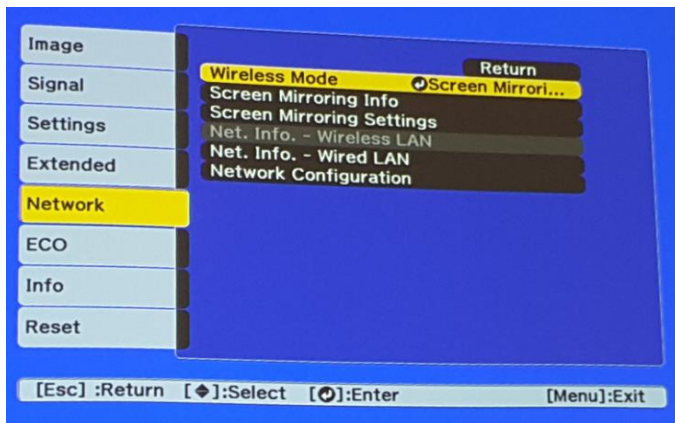 Image
Signal
Settings
Extended
Network
ECO
Info
Reset
Return
Wireless Mode Screen Mirrori...
Screen Mirroring Info
Screen Mirroring Settings
Net. Info. - Wireless LAN
Net. Info. - Wired LAN
Network Configuration
[Esc] :Return [◆]:Select [↵]:Enter [Menu]:Exit